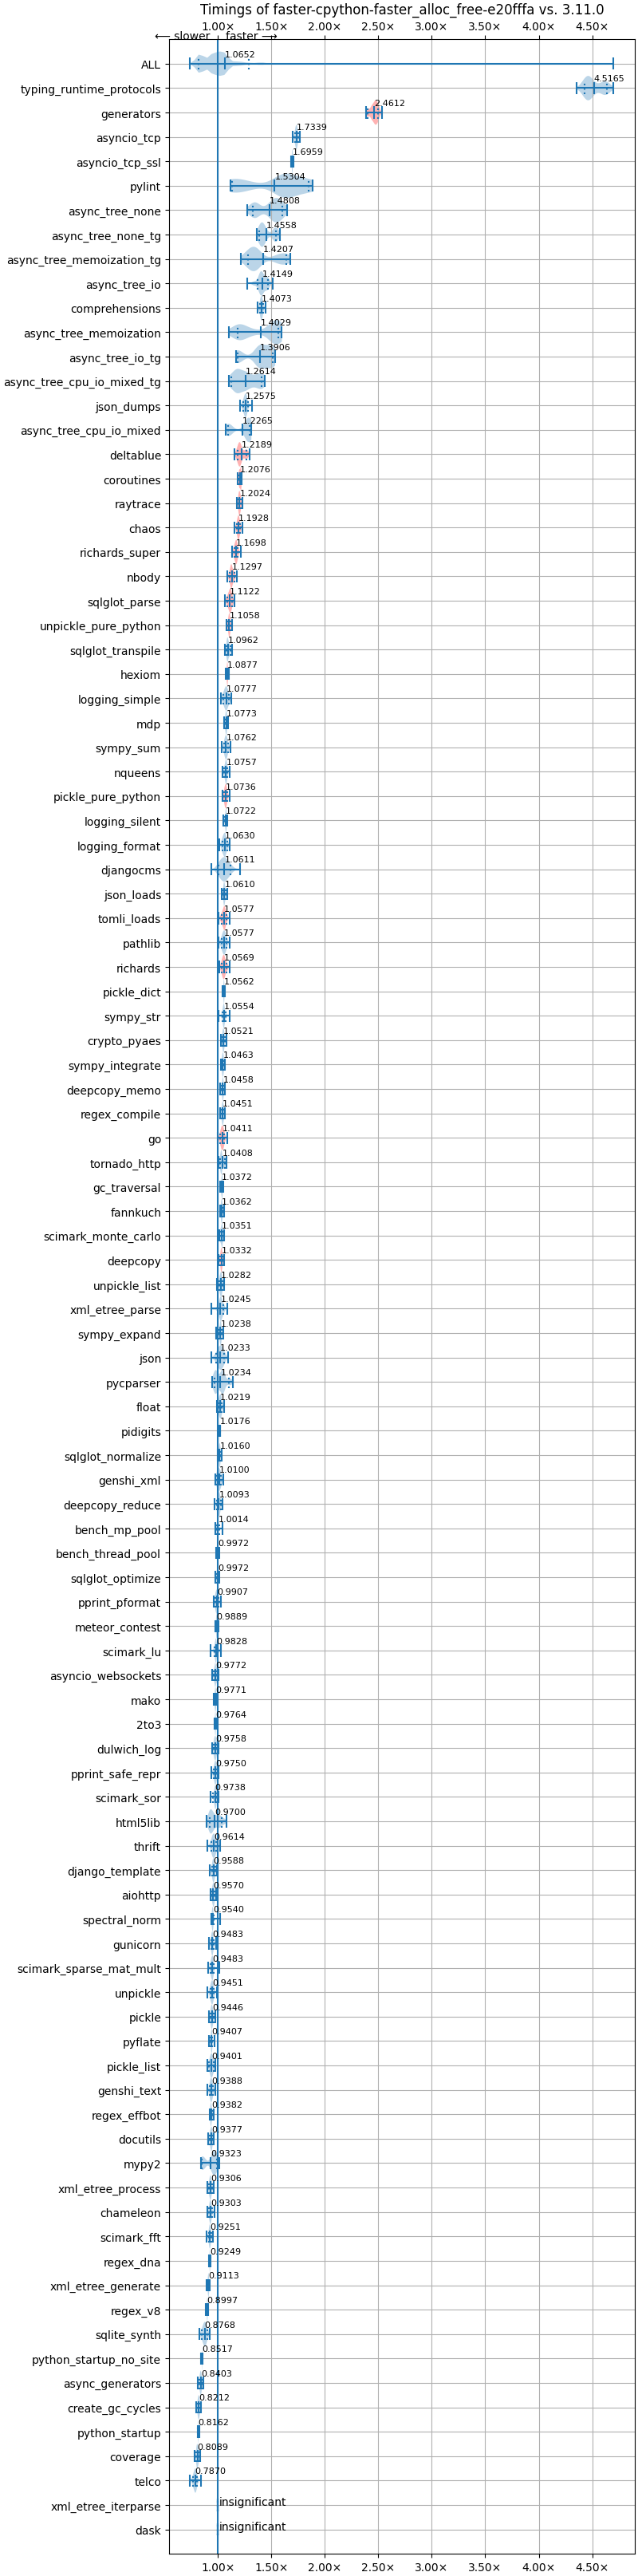 Timings of faster-cpython-faster_alloc_free-e20fffa vs. 3.11.0
1.00× 1.50× 2.00× 2.50× 3.00× 3.50× 4.00× 4.50×
⟵ slower faster ⟶
ALL 1.0652
typing_runtime_protocols 4.5165
generators 2.4612
asyncio_tcp 1.7339
asyncio_tcp_ssl 1.6959
pylint 1.5304
async_tree_none 1.4808
async_tree_none_tg 1.4558
async_tree_memoization_tg 1.4207
async_tree_io 1.4149
comprehensions 1.4073
async_tree_memoization 1.4029
async_tree_io_tg 1.3906
async_tree_cpu_io_mixed_tg 1.2614
json_dumps 1.2575
async_tree_cpu_io_mixed 1.2265
deltablue 1.2189
coroutines 1.2076
raytrace 1.2024
chaos 1.1928
richards_super 1.1698
nbody 1.1297
sqlglot_parse 1.1122
unpickle_pure_python 1.1058
sqlglot_transpile 1.0962
hexiom 1.0877
logging_simple 1.0777
mdp 1.0773
sympy_sum 1.0762
nqueens 1.0757
pickle_pure_python 1.0736
logging_silent 1.0722
logging_format 1.0630
djangocms 1.0611
json_loads 1.0610
tomli_loads 1.0577
pathlib 1.0577
richards 1.0569
pickle_dict 1.0562
sympy_str 1.0554
crypto_pyaes 1.0521
sympy_integrate 1.0463
deepcopy_memo 1.0458
regex_compile 1.0451
go 1.0411
tornado_http 1.0408
gc_traversal 1.0372
fannkuch 1.0362
scimark_monte_carlo 1.0351
deepcopy 1.0332
unpickle_list 1.0282
xml_etree_parse 1.0245
sympy_expand 1.0238
json 1.0233
pycparser 1.0234
float 1.0219
pidigits 1.0176
sqlglot_normalize 1.0160
genshi_xml 1.0100
deepcopy_reduce 1.0093
bench_mp_pool 1.0014
bench_thread_pool 0.9972
sqlglot_optimize 0.9972
pprint_pformat 0.9907
meteor_contest 0.9889
scimark_lu 0.9828
asyncio_websockets 0.9772
mako 0.9771
2to3 0.9764
dulwich_log 0.9758
pprint_safe_repr 0.9750
scimark_sor 0.9738
html5lib 0.9700
thrift 0.9614
django_template 0.9588
aiohttp 0.9570
spectral_norm 0.9540
gunicorn 0.9483
scimark_sparse_mat_mult 0.9483
unpickle 0.9451
pickle 0.9446
pyflate 0.9407
pickle_list 0.9401
genshi_text 0.9388
regex_effbot 0.9382
docutils 0.9377
mypy2 0.9323
xml_etree_process 0.9306
chameleon 0.9303
scimark_fft 0.9251
regex_dna 0.9249
xml_etree_generate 0.9113
regex_v8 0.8997
sqlite_synth 0.8768
python_startup_no_site 0.8517
async_generators 0.8403
create_gc_cycles 0.8212
python_startup 0.8162
coverage 0.8089
telco 0.7870
xml_etree_iterparse insignificant
dask insignificant
1.00× 1.50× 2.00× 2.50× 3.00× 3.50× 4.00× 4.50×